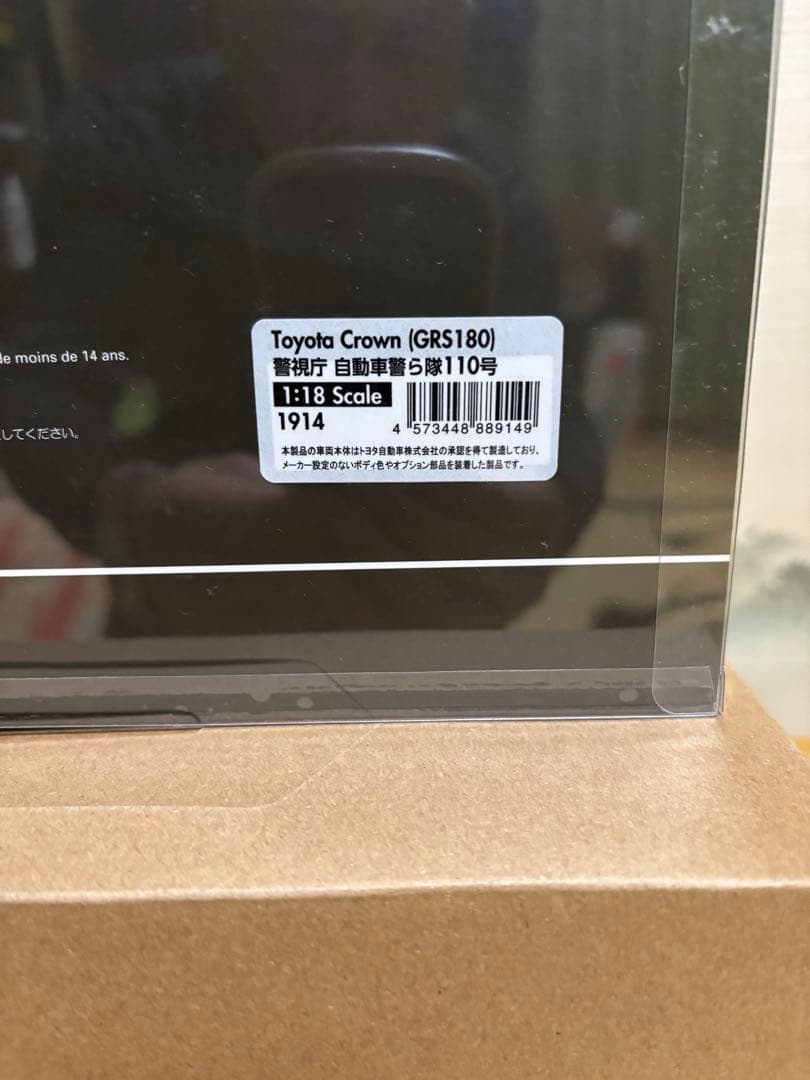 de moins de 14 ans.
してください。
Toyota Crown (GRS180)
警視庁 自動車警ら隊110号
1:18 Scale
1914
4 573448 889149
本製品の車両本体はトヨタ自動車株式会社の承認を得て製造しており、
メーカー設定のないボディ色やオプション部品を装着した製品です。